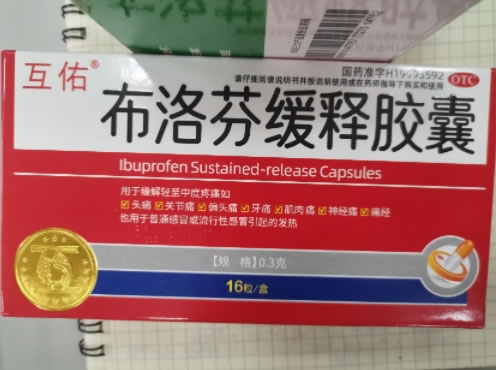 互佑®
国药准字H19993592
OTC
请仔细阅读说明书并按说明使用或在药师指导下购买和使用
布洛芬缓释胶囊
Ibuprofen Sustained-release Capsules
用于缓解轻至中度疼痛如
☑头痛☑关节痛☑偏头痛☑牙痛☑肌肉痛☑神经痛☑痛经
也用于普通感冒或流行性感冒引起的发热
【规 格】0.3克
16粒/盒